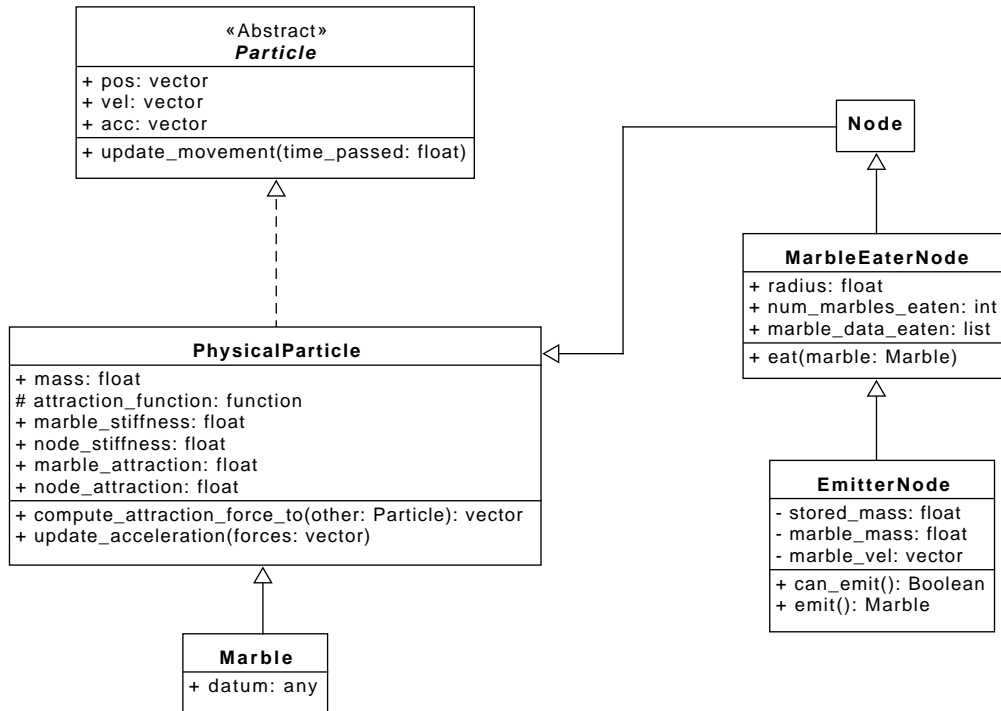 «Abstract»
Particle
+ pos: vector
+ vel: vector
+ acc: vector
+ update_movement(time_passed: float)
Node
MarbleEaterNode
+ radius: float
+ num_marbles_eaten: int
+ marble_data_eaten: list
+ eat(marble: Marble)
PhysicalParticle
+ mass: float
# attraction_function: function
+ marble_stiffness: float
+ node_stiffness: float
+ marble_attraction: float
+ node_attraction: float
+ compute_attraction_force_to(other: Particle): vector
+ update_acceleration(forces: vector)
EmitterNode
- stored_mass: float
- marble_mass: float
- marble_vel: vector
+ can_emit(): Boolean
+ emit(): Marble
Marble
+ datum: any